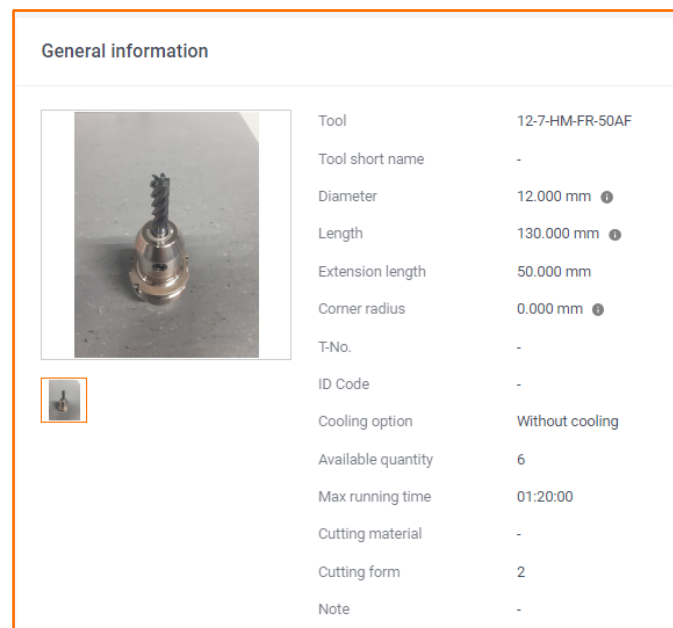 General information
Tool 12-7-HM-FR-50AF
Tool short name -
Diameter 12.000 mm
Length 130.000 mm
Extension length 50.000 mm
Corner radius 0.000 mm
T-No. -
ID Code -
Cooling option Without cooling
Available quantity 6
Max running time 01:20:00
Cutting material -
Cutting form 2
Note -